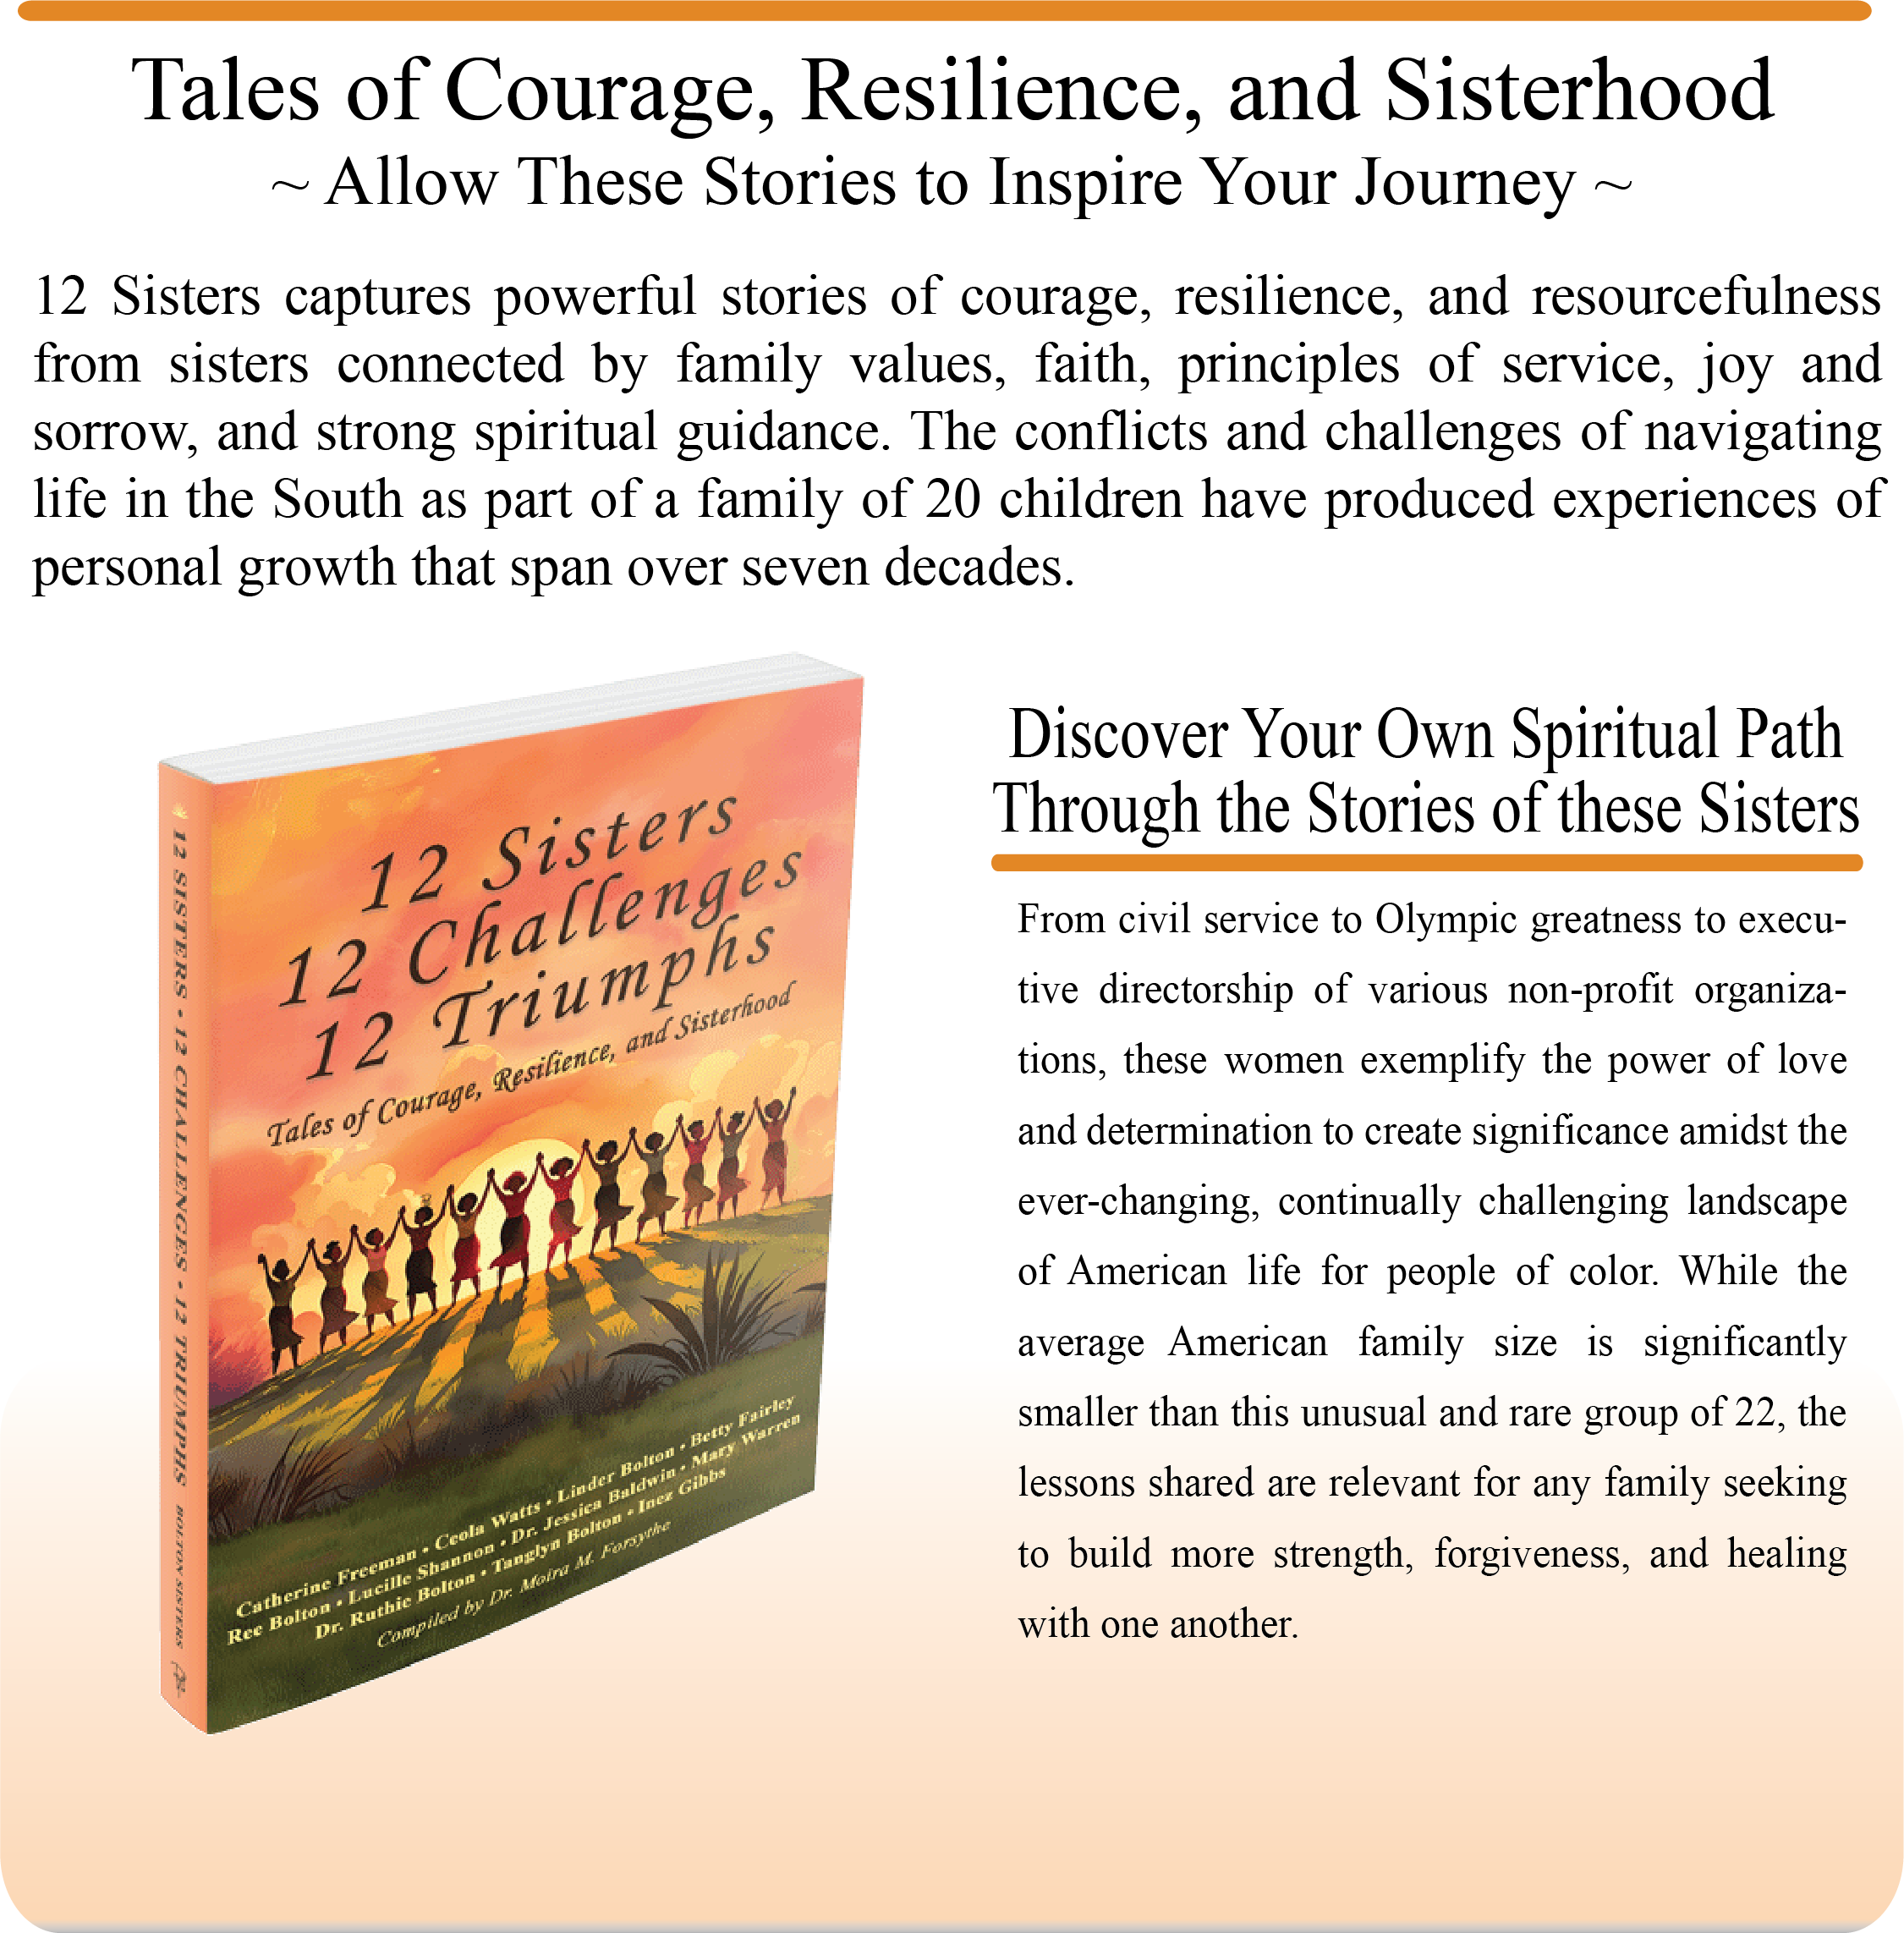 Tales of Courage, Resilience, and Sisterhood
~ Allow These Stories to Inspire Your Journey ~
12 Sisters captures powerful stories of courage, resilience, and resourcefulness
from sisters connected by family values, faith, principles of service, joy and
sorrow, and strong spiritual guidance. The conflicts and challenges of navigating
life in the South as part of a family of 20 children have produced experiences of
personal growth that span over seven decades.
12 SISTERS • 12 CHALLENGES • 12 TRIUMPHS BOLTON SISTERS
12 Sisters
12 Challenges
12 Triumphs
Tales of Courage, Resilience, and Sisterhood
Catherine Freeman • Ceola Watts • Linder Bolton • Betty Fairley
Ree Bolton • Lucille Shannon • Dr. Jessica Baldwin • Mary Warren
Dr. Ruthie Bolton • Tanglyn Bolton • Inez Gibbs
Compiled by Dr. Moira M. Forsythe
Discover Your Own Spiritual Path
Through the Stories of these Sisters
From civil service to Olympic greatness to execu-
tive directorship of various non-profit organiza-
tions, these women exemplify the power of love
and determination to create significance amidst the
ever-changing, continually challenging landscape
of American life for people of color. While the
average American family size is significantly
smaller than this unusual and rare group of 22, the
lessons shared are relevant for any family seeking
to build more strength, forgiveness, and healing
with one another.